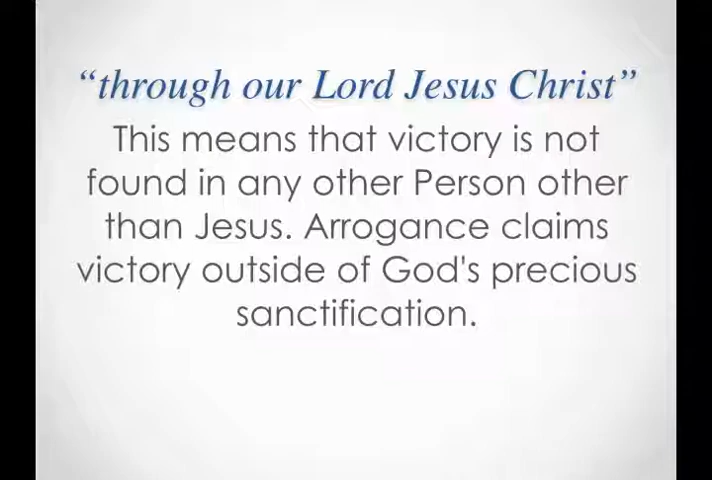 “through our Lord Jesus Christ”
This means that victory is not
found in any other Person other
than Jesus. Arrogance claims
victory outside of God's precious
sanctification.